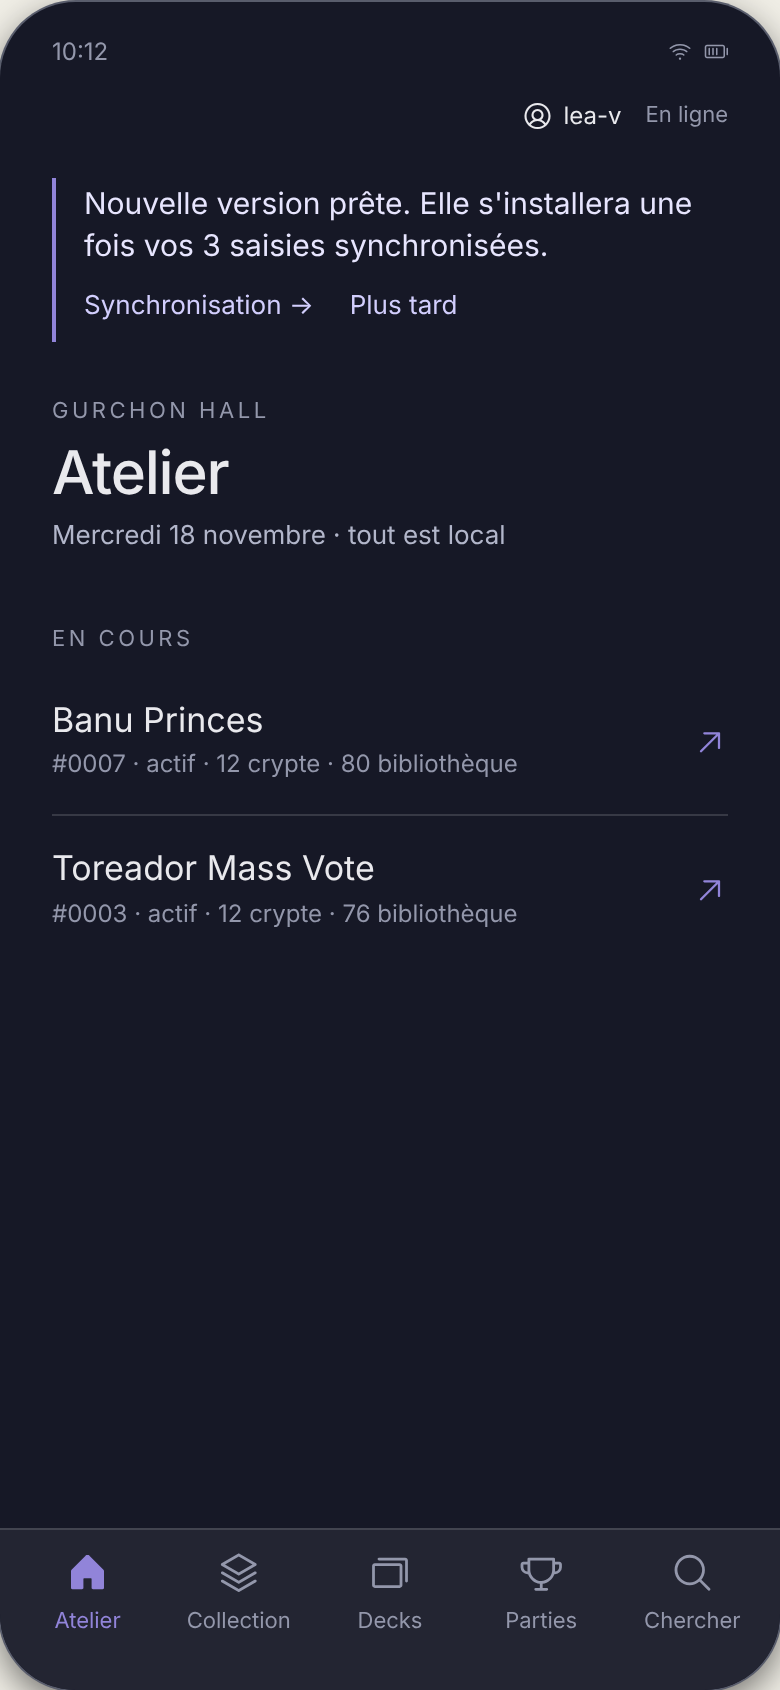 10:12
lea-v En ligne
Nouvelle version prête. Elle s'installera une
fois vos 3 saisies synchronisées.
Synchronisation → Plus tard
GURCHON HALL
Atelier
Mercredi 18 novembre · tout est local
EN COURS
Banu Princes
#0007 · actif · 12 crypte · 80 bibliothèque
Toreador Mass Vote
#0003 · actif · 12 crypte · 76 bibliothèque
Atelier Collection Decks Parties Chercher